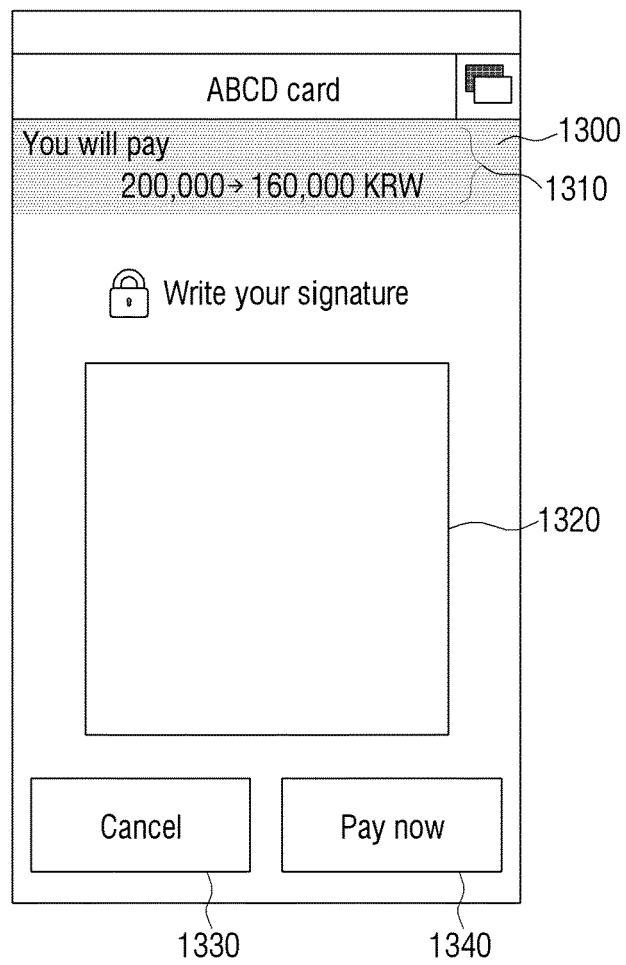 ABCD card
You will pay
1300
200,000→ 160,000 KRW
1310
Write your signature
1320
Cancel
Pay now
1330
1340